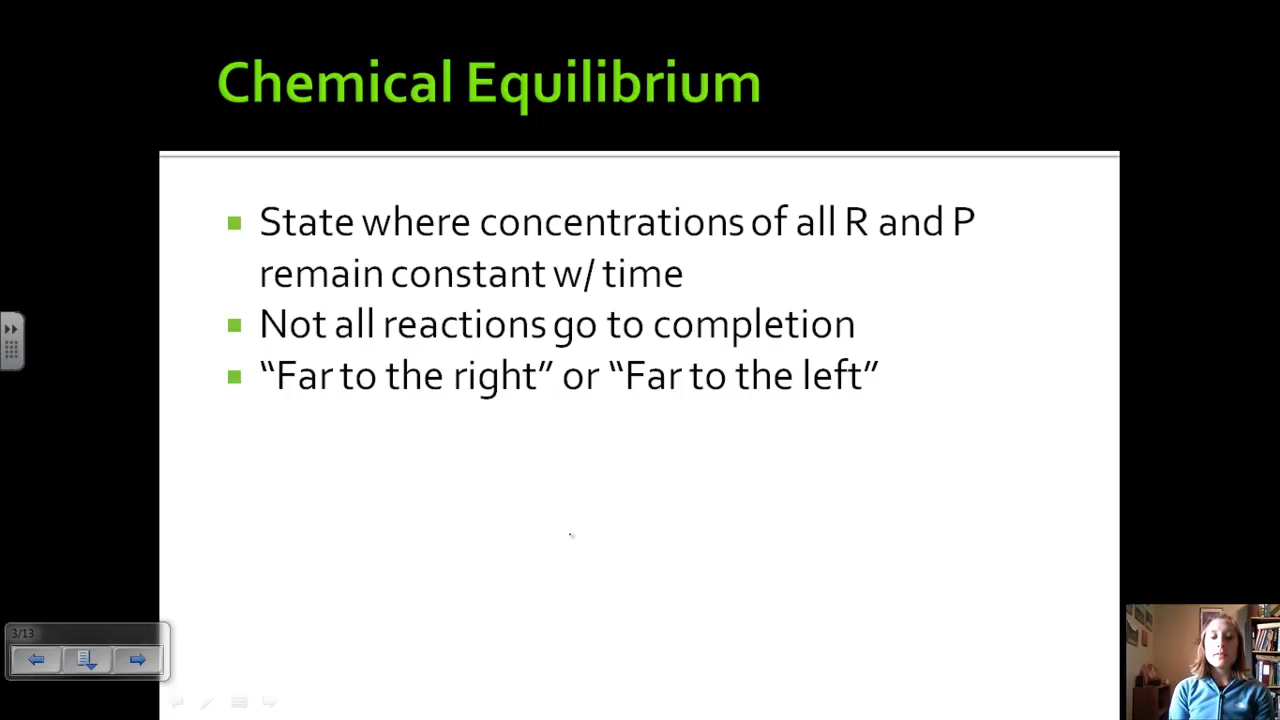 Chemical Equilibrium
State where concentrations of all R and P
remain constant w/ time
Not all reactions go to completion
“Far to the right” or “Far to the left”
3/13